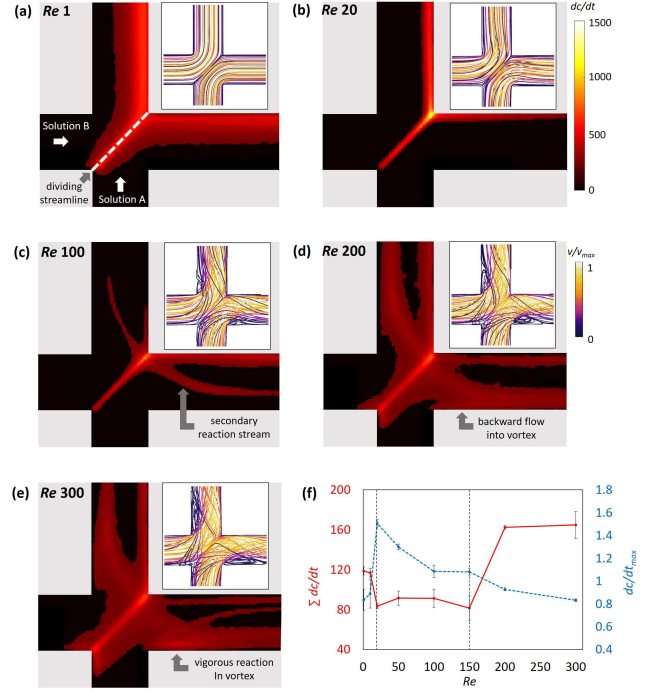 (a) Re 1
Solution B
dividing
streamline
Solution A
(b) Re 20
dc/dt
1500
1000
500
0
(c) Re 100
secondary
reaction stream
(d) Re 200
v/vmax
1
0
backward flow
into vortex
(e) Re 300
vigorous reaction
In vortex
(f)
200
160
120
80
40
∑ dc/dt
1.8
1.6
1.4
1.2
1
0.8
0.6
0.4
dc/dtmax
0 50 100 150 200 250 300
Re